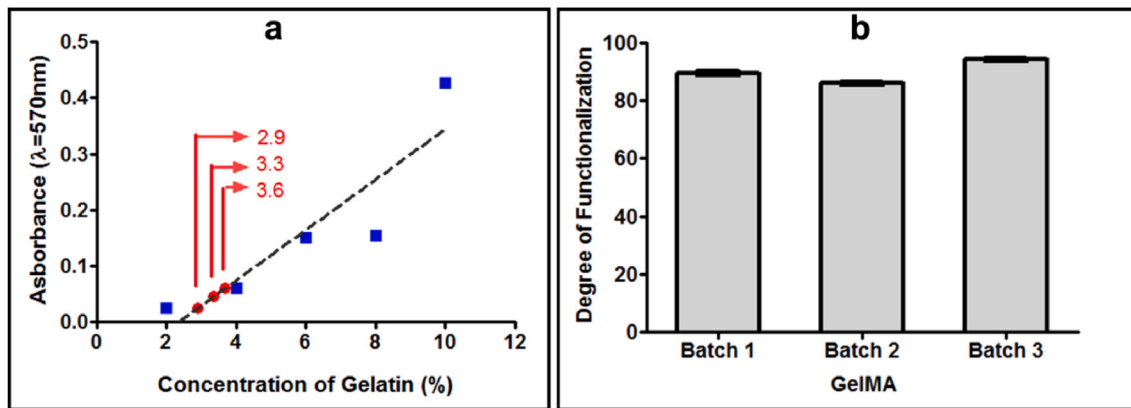 a
Asborbance (λ=570nm)
0.5
0.4
0.3
0.2
0.1
0.0
2.9
3.3
3.6
0 2 4 6 8 10 12
Concentration of Gelatin (%)
b
Degree of Functionalization
100
80
60
40
20
0
Batch 1 Batch 2 Batch 3
GelMA